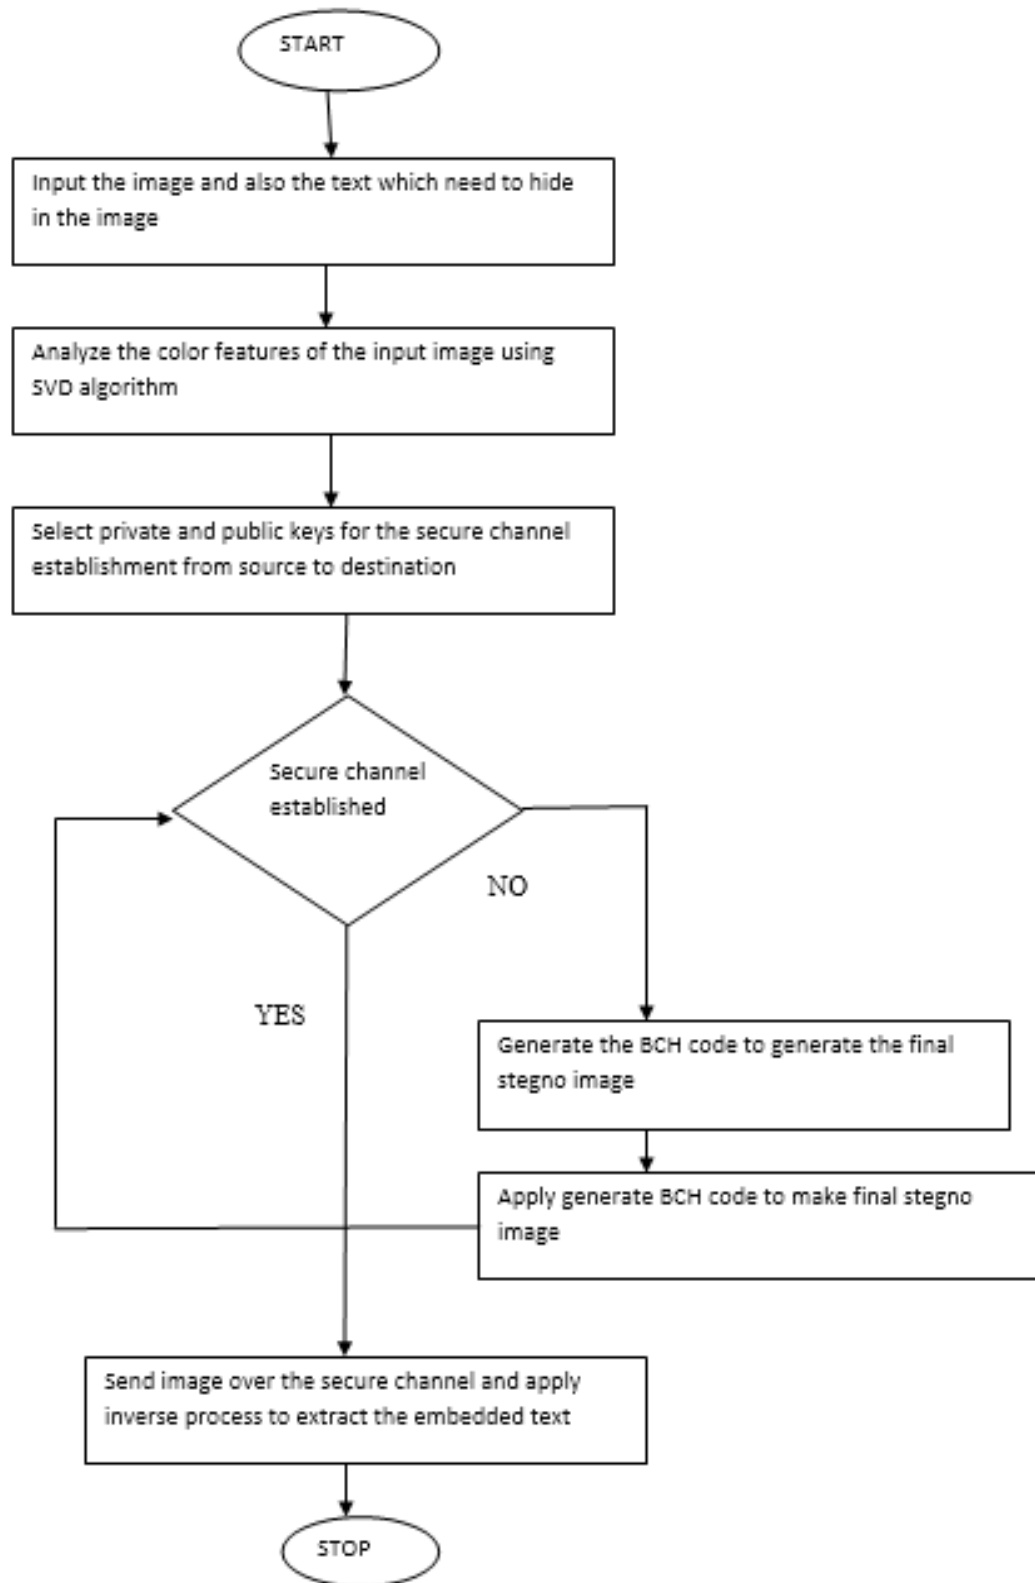 START
Input the image and also the text which need to hide
in the image
Analyze the color features of the input image using
SVD algorithm
Select private and public keys for the secure channel
establishment from source to destination
Secure channel
established
NO
YES
Generate the BCH code to generate the final
stegno image
Apply generate BCH code to make final stegno
image
Send image over the secure channel and apply
inverse process to extract the embedded text
STOP